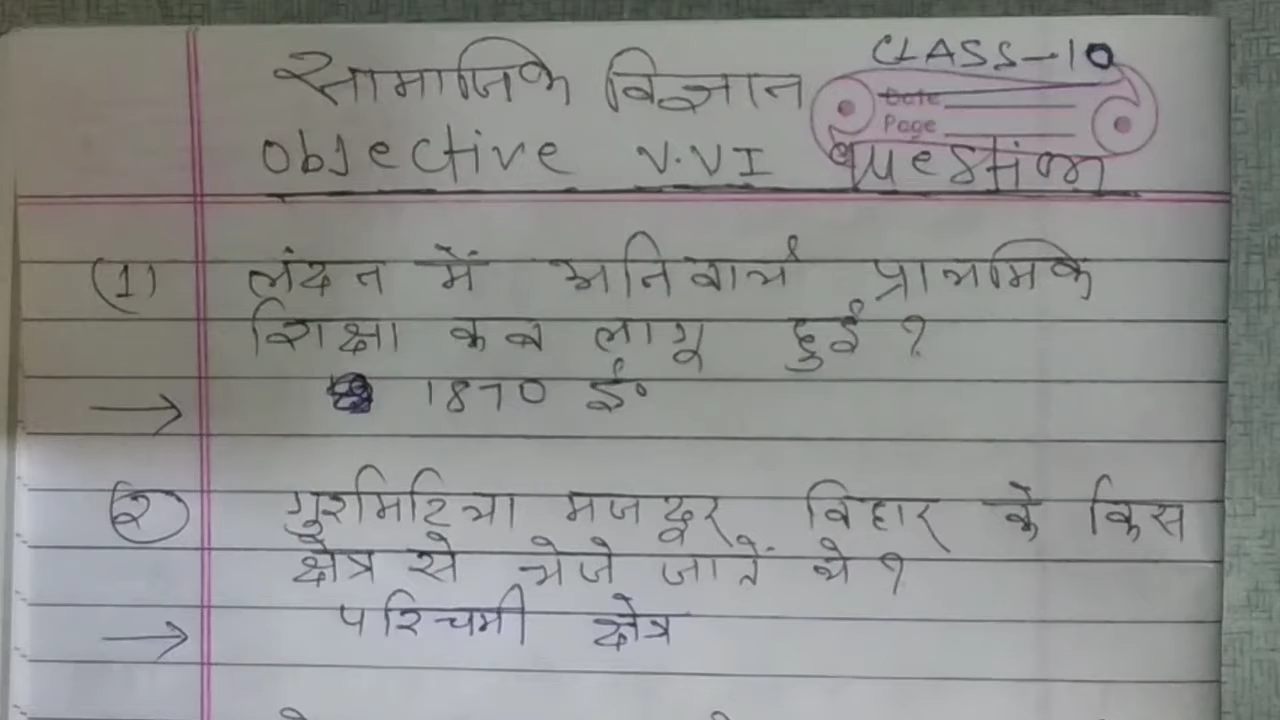 सामाजिक विज्ञान
CLASS-10
Date
Page
Objective V.V.I Question
(1) लंदन में अनिवार्य प्राथमिक
शिक्षा कब लागू हुई ?
→ 1870 ई०
(2) गुरमिटिया मजदूर बिहार के किस
क्षेत्र से भेजे जाते थे ?
→ पश्चिमी क्षेत्र